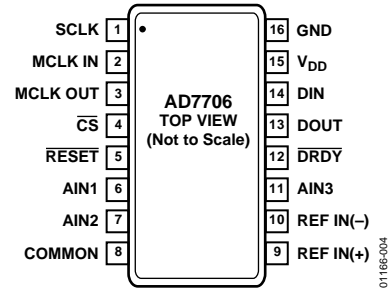 SCLK 1
MCLK IN 2
MCLK OUT 3
CS 4
RESET 5
AIN1 6
AIN2 7
COMMON 8
AD7706
TOP VIEW
(Not to Scale)
16 GND
15 VDD
14 DIN
13 DOUT
12 DRDY
11 AIN3
10 REF IN(–)
9 REF IN(+)
01166-004